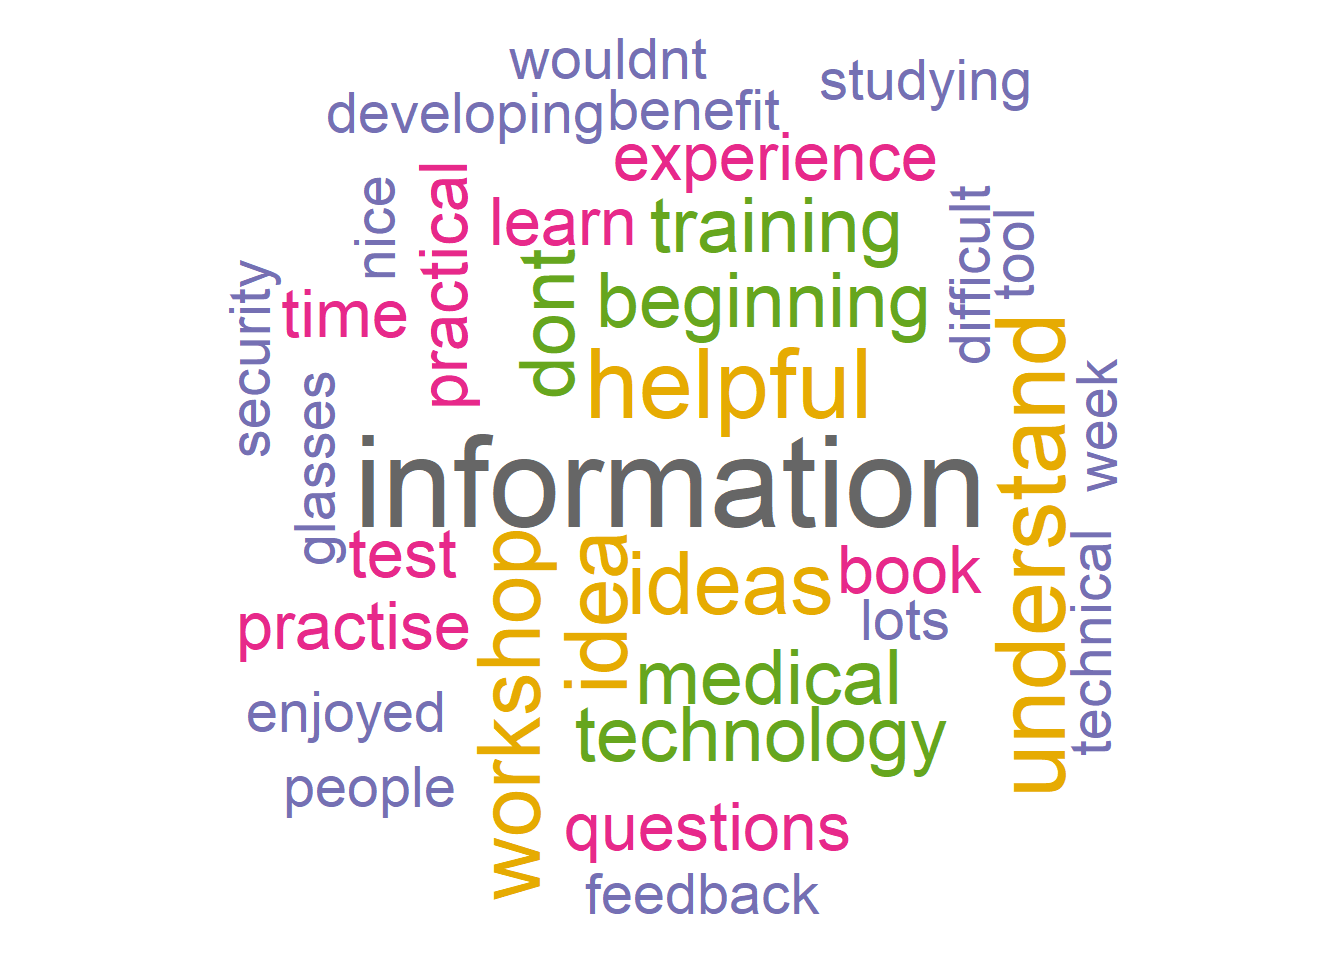 wouldnt
studying
developing
benefit
experience
nice
practical
learn
training
difficult
tool
security
time
dont
beginning
helpful
understand
week
glasses
information
test
workshop
idea
ideas
book
technical
practise
lots
medical
enjoyed
technology
people
questions
feedback